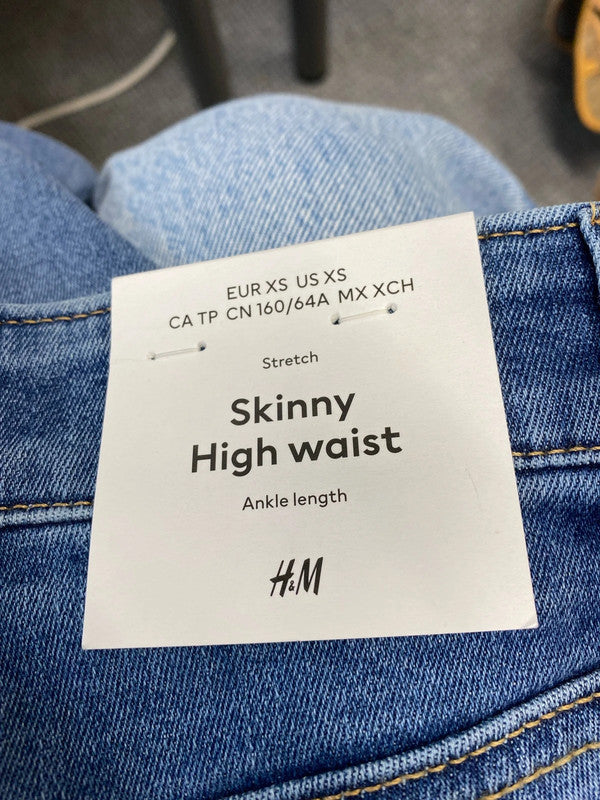 EUR XS US XS
CA TP CN 160/64A MX XCH
Stretch
Skinny
High waist
Ankle length
H&M